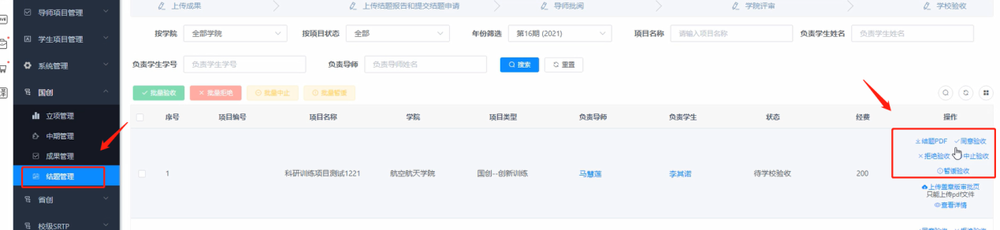 上传成果
上传结题报告和提交结题申请
导师批阅
学院评审
学校验收
导师项目管理
学生项目管理
系统管理
国创
立项管理
中期管理
成果管理
结题管理
省创
校级SRTP
按学院 全部学院
按项目状态 全部
年份筛选 第16期 (2021)
项目名称 请输入项目名称
负责学生姓名 负责学生姓名
负责学生学号 负责学生学号
负责导师 负责导师姓名
搜索
重置
批量验收
批量拒绝
批量中止
批量暂缓
序号 项目编号 项目名称 学院 项目类型 负责导师 负责学生 状态 经费 操作
1 科研训练项目测试1221 航空航天学院 国创--创新训练 马慧莲 李其诺 待学校验收 200
结题PDF 同意验收
拒绝验收 中止验收
暂缓验收
上传盖章版审批页
只能上传pdf文件
查看详情